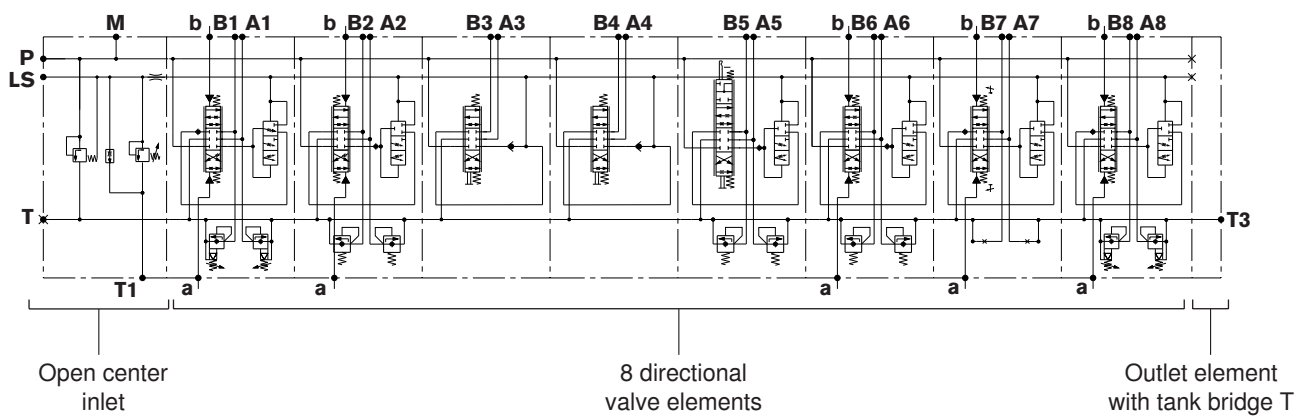 M b B1 A1 b B2 A2 B3 A3 B4 A4 B5 A5 b B6 A6 b B7 A7 b B8 A8
P
LS
T T3
T1 a a a a a
Open center
inlet
8 directional
valve elements
Outlet element
with tank bridge T